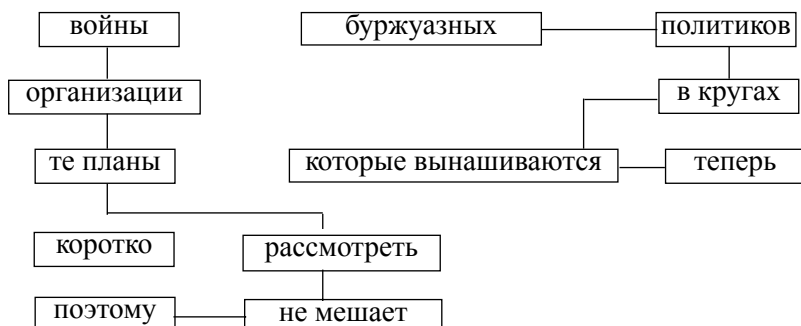 войны буржуазных политиков
организации в кругах
те планы которые вынашиваются теперь
коротко рассмотреть
поэтому не мешает